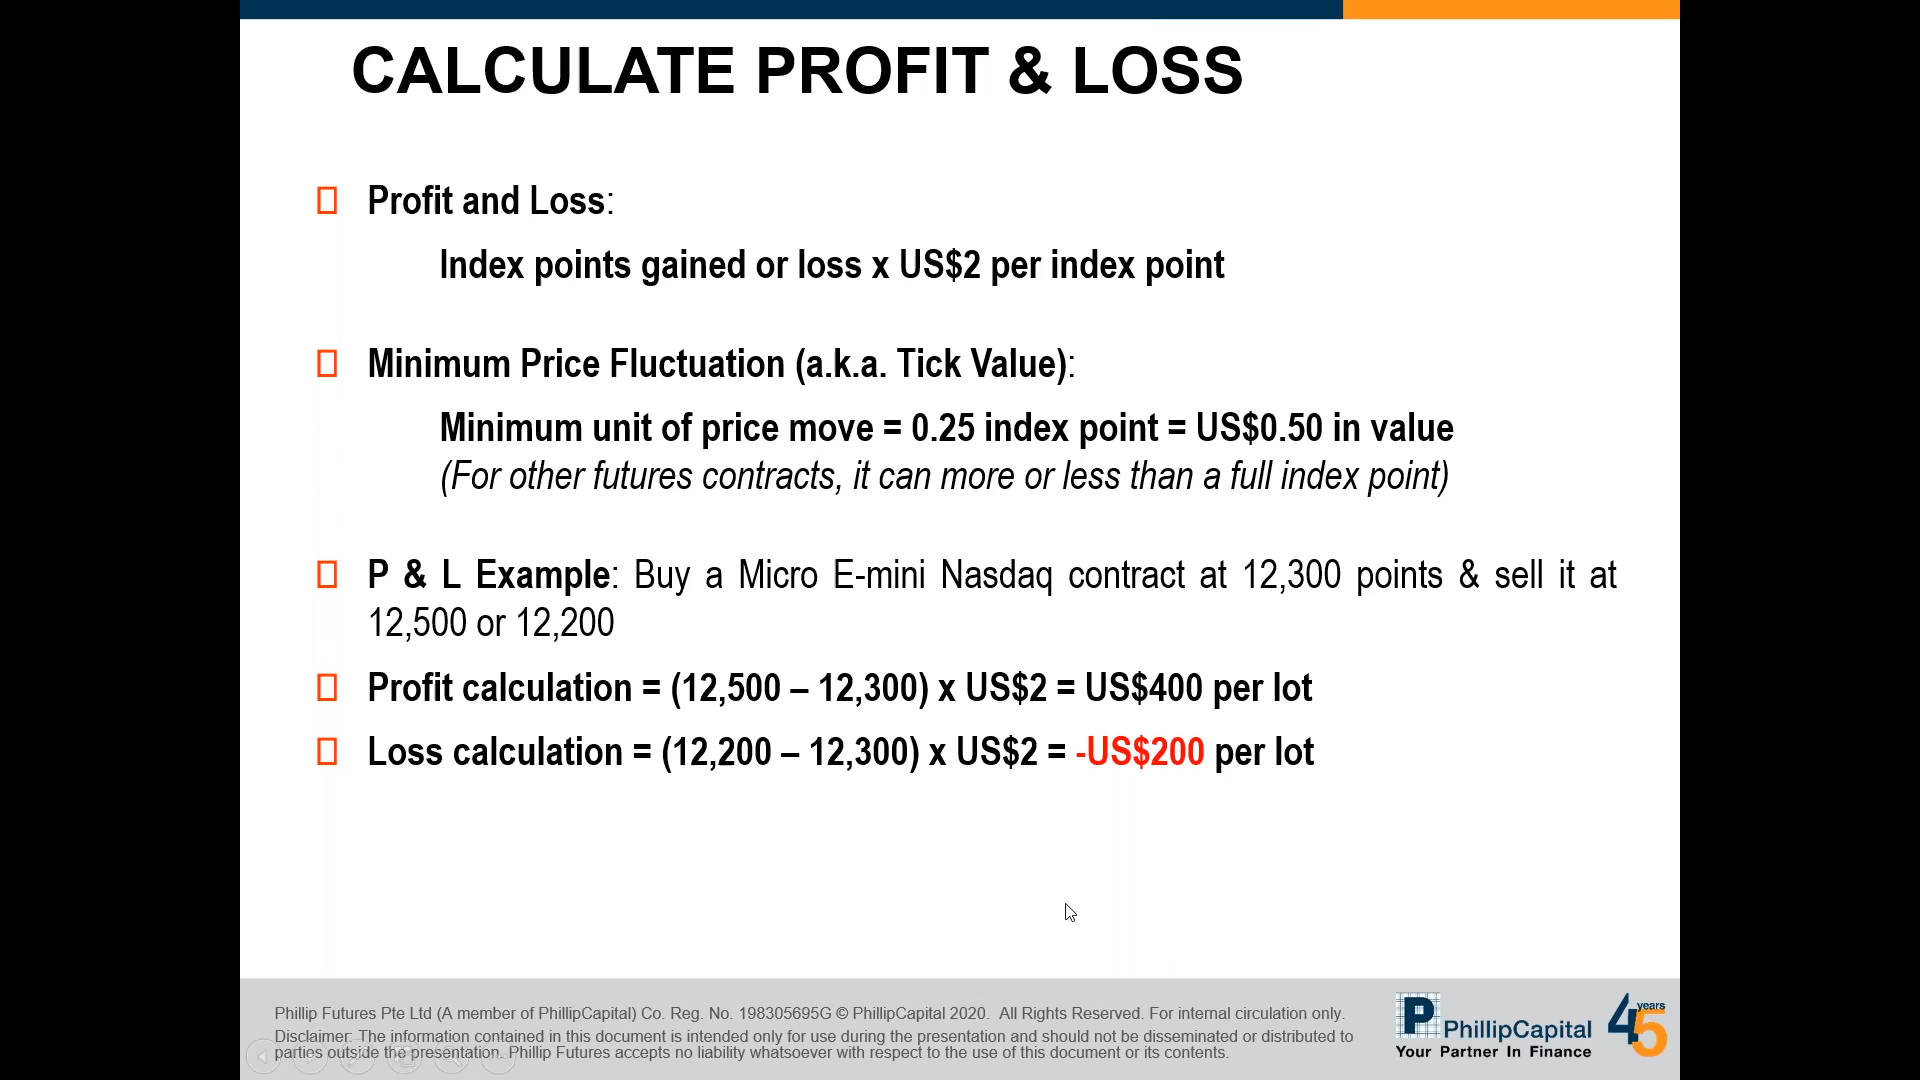 CALCULATE PROFIT & LOSS
Profit and Loss:
Index points gained or loss x US$2 per index point
Minimum Price Fluctuation (a.k.a. Tick Value):
Minimum unit of price move = 0.25 index point = US$0.50 in value
(For other futures contracts, it can more or less than a full index point)
P & L Example: Buy a Micro E-mini Nasdaq contract at 12,300 points & sell it at
12,500 or 12,200
Profit calculation = (12,500 – 12,300) x US$2 = US$400 per lot
Loss calculation = (12,200 – 12,300) x US$2 = -US$200 per lot
Phillip Futures Pte Ltd (A member of PhillipCapital) Co. Reg. No. 198305695G © PhillipCapital 2020. All Rights Reserved. For internal circulation only.
Disclaimer: The information contained in this document is intended only for use during the presentation and should not be disseminated or distributed to
parties outside the presentation. Phillip Futures accepts no liability whatsoever with respect to the use of this document or its contents.
P PhillipCapital
Your Partner In Finance
45 years